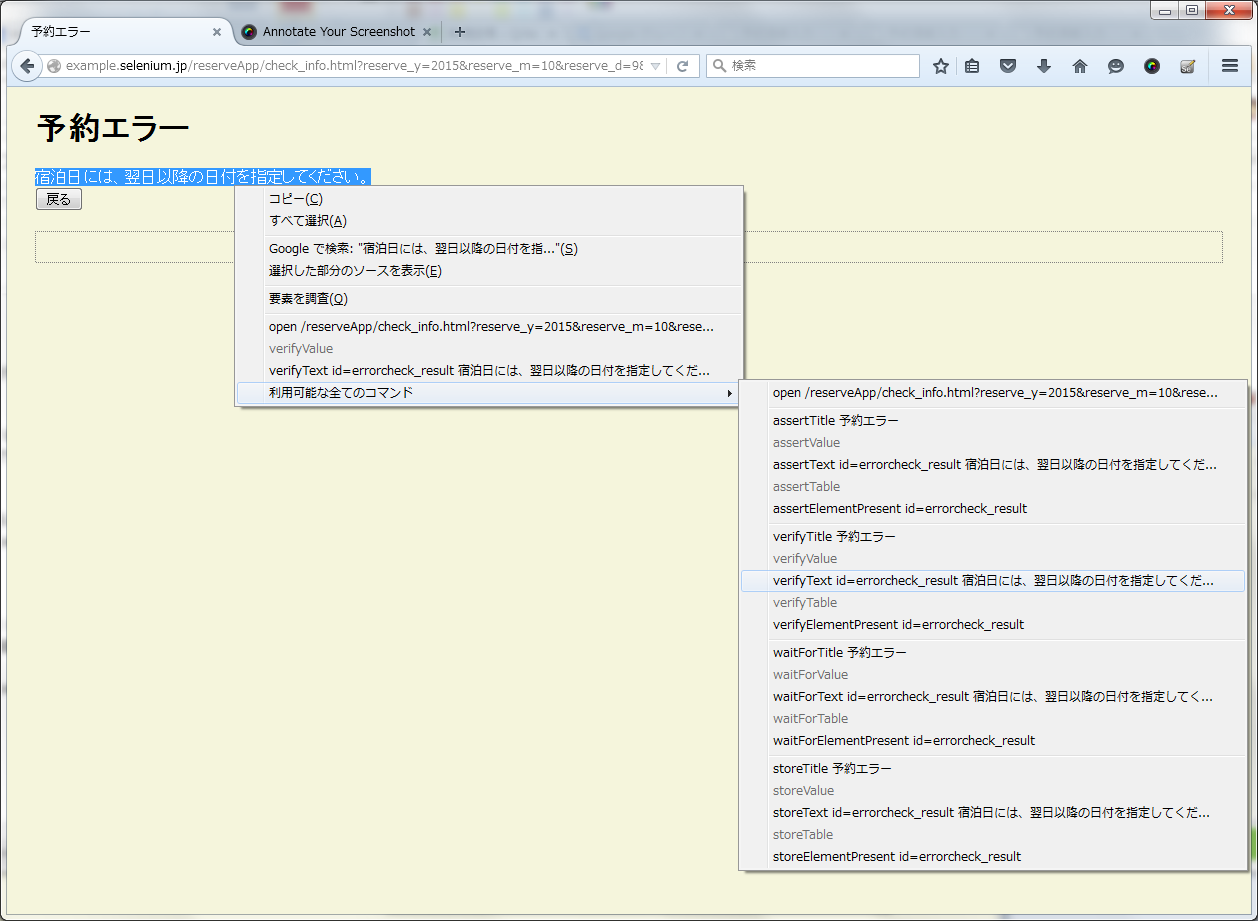 予約エラー
Annotate Your Screenshot
example.selenium.jp/reserveApp/check_info.html?reserve_y=2015&reserve_m=10&reserve_d=98
検索
予約エラー
宿泊日には、翌日以降の日付を指定してください。
戻る
コピー(C)
すべて選択(A)
Google で検索: "宿泊日には、翌日以降の日付を指..."(S)
選択した部分のソースを表示(E)
要素を調査(Q)
open /reserveApp/check_info.html?reserve_y=2015&reserve_m=10&rese...
verifyValue
verifyText id=errorcheck_result 宿泊日には、翌日以降の日付を指定してくだ...
利用可能な全てのコマンド
open /reserveApp/check_info.html?reserve_y=2015&reserve_m=10&rese...
assertTitle 予約エラー
assertValue
assertText id=errorcheck_result 宿泊日には、翌日以降の日付を指定してくだ...
assertTable
assertElementPresent id=errorcheck_result
verifyTitle 予約エラー
verifyValue
verifyText id=errorcheck_result 宿泊日には、翌日以降の日付を指定してくだ...
verifyTable
verifyElementPresent id=errorcheck_result
waitForTitle 予約エラー
waitForValue
waitForText id=errorcheck_result 宿泊日には、翌日以降の日付を指定してく...
waitForTable
waitForElementPresent id=errorcheck_result
storeTitle 予約エラー
storeValue
storeText id=errorcheck_result 宿泊日には、翌日以降の日付を指定してくだ...
storeTable
storeElementPresent id=errorcheck_result